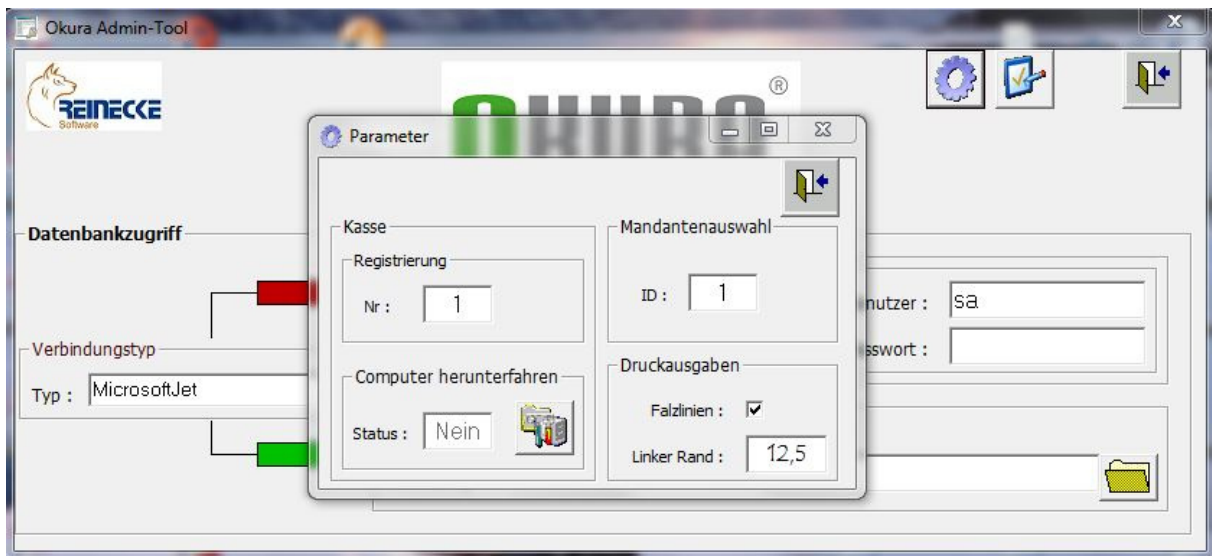 Okura Admin-Tool
REINECKE
Software
OKURA
®
Parameter
Datenbankzugriff
Kasse
Mandantenauswahl
Registrierung
Nr : 1
ID : 1
nutzer : sa
sswort :
Verbindungstyp
Typ : MicrosoftJet
Computer herunterfahren
Druckausgaben
Status : Nein
Falzlinien :
Linker Rand : 12,5